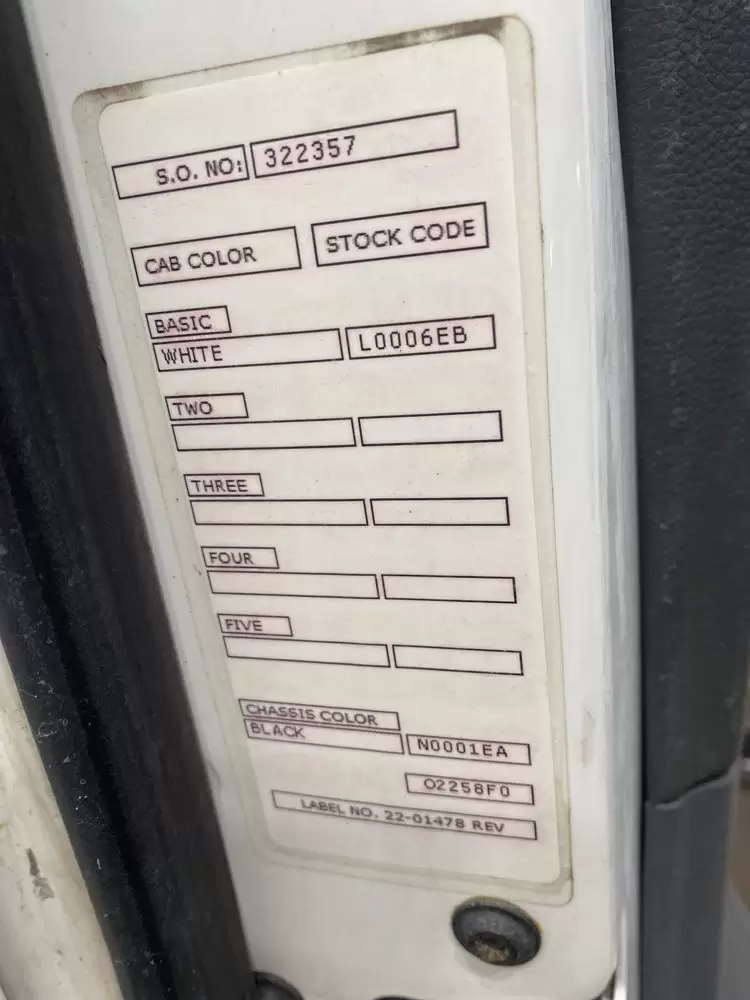 S.O. NO: 322357
CAB COLOR STOCK CODE
BASIC
WHITE L0006EB
TWO
THREE
FOUR
FIVE
CHASSIS COLOR
BLACK N0001EA
02258F0
LABEL NO. 22-01478 REV